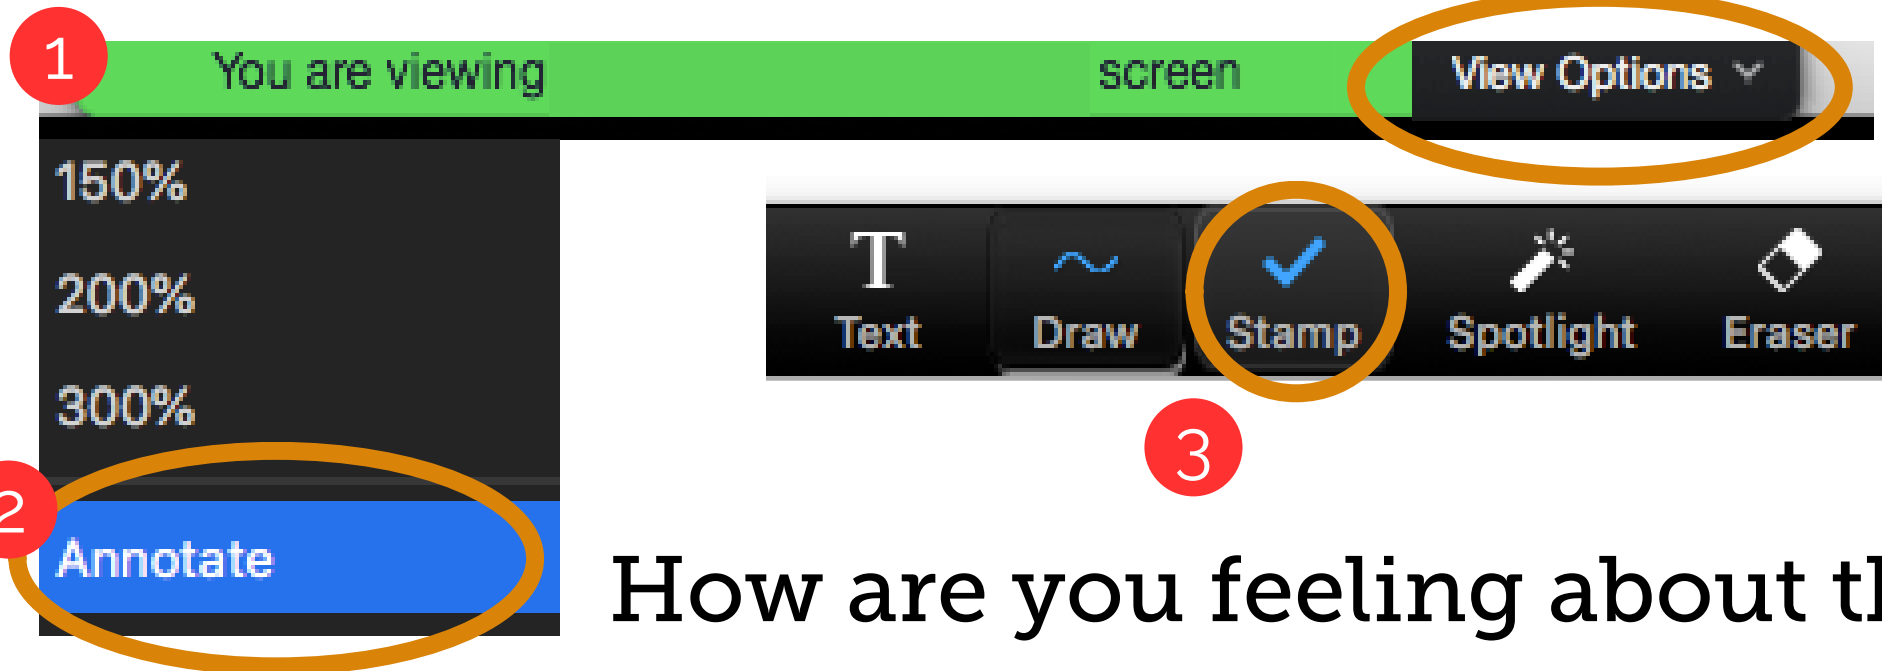 1
You are viewing screen View Options
150%
200%
300%
2
Annotate
Text Draw Stamp Spotlight Eraser
3
How are you feeling about